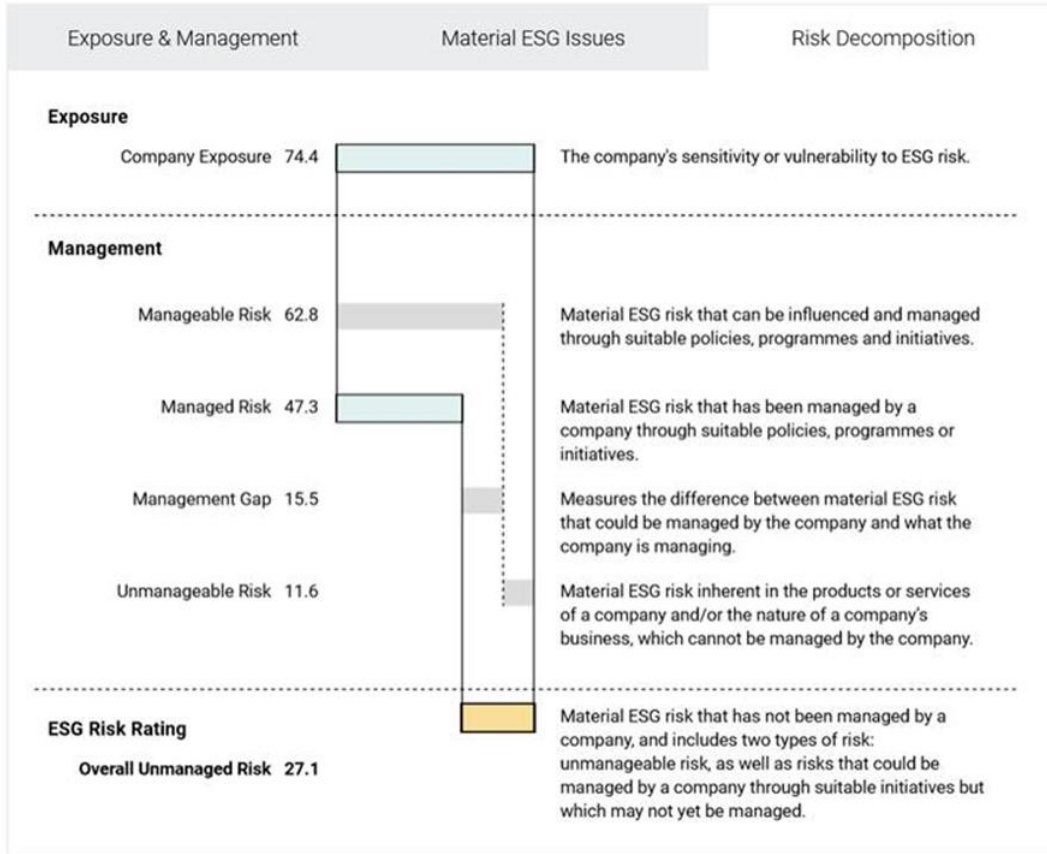 Exposure & Management
Material ESG Issues
Risk Decomposition
Exposure
Company Exposure 74.4
The company's sensitivity or vulnerability to ESG risk.
Management
Manageable Risk 62.8
Material ESG risk that can be influenced and managed
through suitable policies, programmes and initiatives.
Managed Risk 47.3
Material ESG risk that has been managed by a
company through suitable policies, programmes or
initiatives.
Management Gap 15.5
Measures the difference between material ESG risk
that could be managed by the company and what the
company is managing.
Unmanageable Risk 11.6
Material ESG risk inherent in the products or services
of a company and/or the nature of a company's
business, which cannot be managed by the company.
ESG Risk Rating
Overall Unmanaged Risk 27.1
Material ESG risk that has not been managed by a
company, and includes two types of risk:
unmanageable risk, as well as risks that could be
managed by a company through suitable initiatives but
which may not yet be managed.